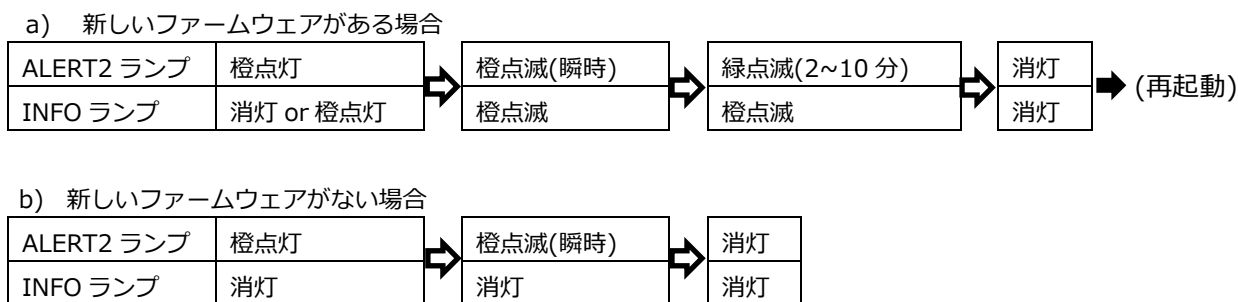 a) 新しいファームウェアがある場合
ALERT2 ランプ 橙点灯 橙点滅(瞬時) 緑点滅(2~10 分) 消灯
INFO ランプ 消灯 or 橙点灯 橙点滅 橙点滅 消灯
(再起動)
b) 新しいファームウェアがない場合
ALERT2 ランプ 橙点灯 橙点滅(瞬時) 消灯
INFO ランプ 消灯 消灯 消灯